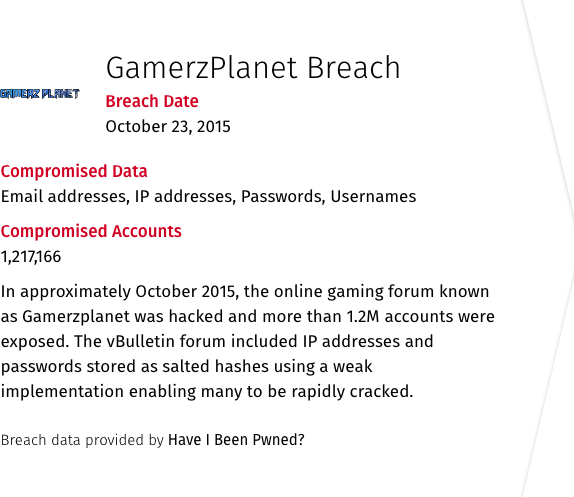 GamerzPlanet Breach
GAMERZ PLANET
Breach Date
October 23, 2015
Compromised Data
Email addresses, IP addresses, Passwords, Usernames
Compromised Accounts
1,217,166
In approximately October 2015, the online gaming forum known
as Gamerzplanet was hacked and more than 1.2M accounts were
exposed. The vBulletin forum included IP addresses and
passwords stored as salted hashes using a weak
implementation enabling many to be rapidly cracked.
Breach data provided by Have I Been Pwned?